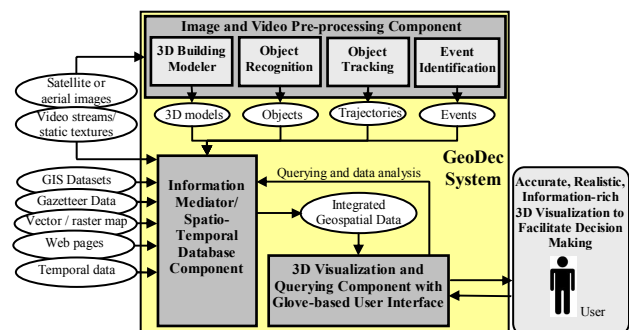 Image and Video Pre-processing Component
3D Building
Modeler
Object
Recognition
Object
Tracking
Event
Identification
Satellite or
aerial images
Video streams/
static textures
3D models
Objects
Trajectories
Events
GeoDec
System
GIS Datasets
Gazetteer Data
Vector / raster map
Web pages
Temporal data
Information
Mediator/
Spatio-
Temporal
Database
Component
Querying and data analysis
Integrated
Geospatial Data
3D Visualization and
Querying Component with
Glove-based User Interface
Accurate, Realistic,
Information-rich
3D Visualization to
Facilitate Decision
Making
User